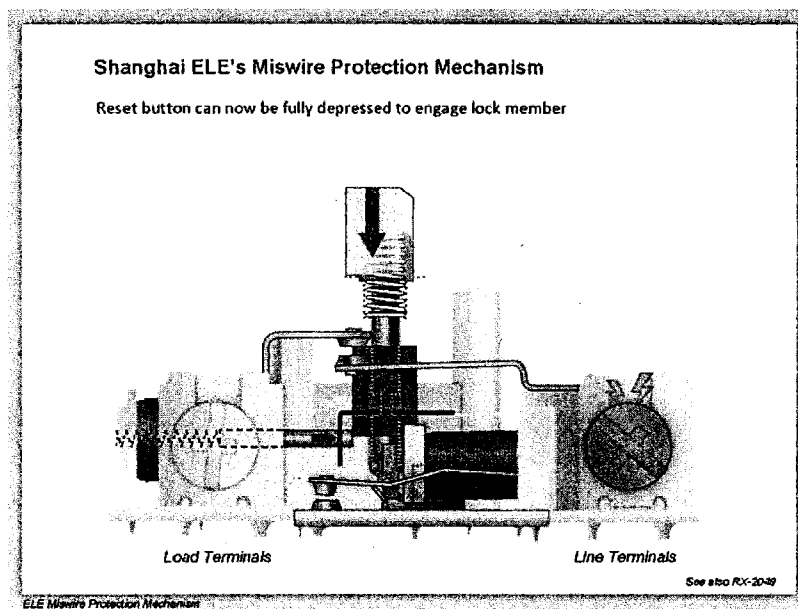 Shanghai ELE's Miswire Protection Mechanism
Reset button can now be fully depressed to engage lock member
Load Terminals
Line Terminals
See also RX-2049
ELE Miswire Protection Mechanism